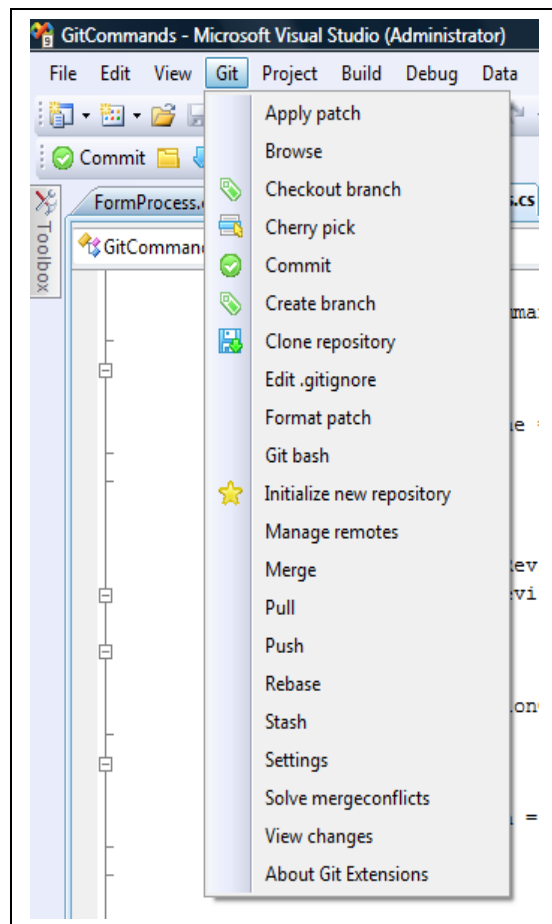 GitCommands - Microsoft Visual Studio (Administrator)
File Edit View Git Project Build Debug Data
Commit
Toolbox
FormProcess.
s.cs
GitComman
Apply patch
Browse
Checkout branch
Cherry pick
Commit
Create branch
Clone repository
Edit .gitignore
Format patch
Git bash
Initialize new repository
Manage remotes
Merge
Pull
Push
Rebase
Stash
Settings
Solve mergeconflicts
View changes
About Git Extensions